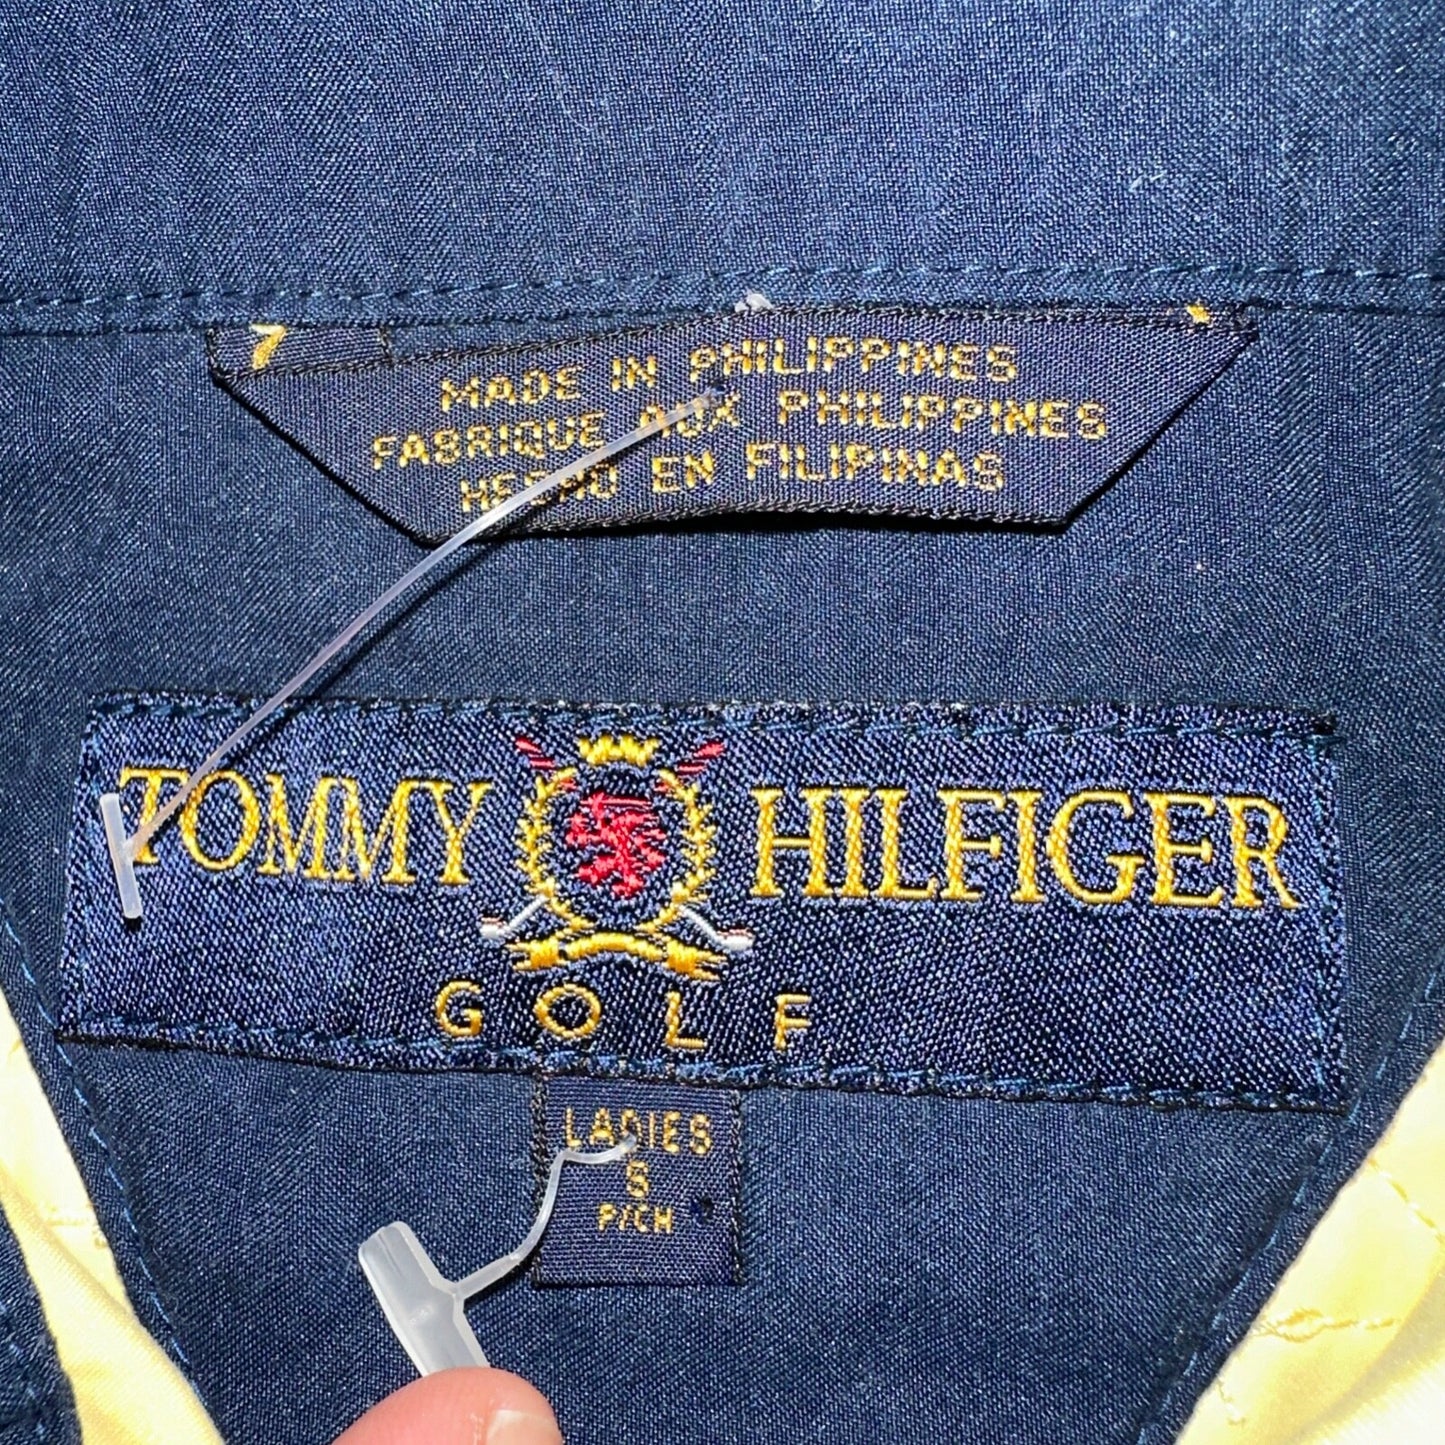 7
MADE IN PHILIPPINES
FABRIQUE AUX PHILIPPINES
HECHO EN FILIPINAS
TOMMY HILFIGER
GOLF
LADIES
S
P/CH